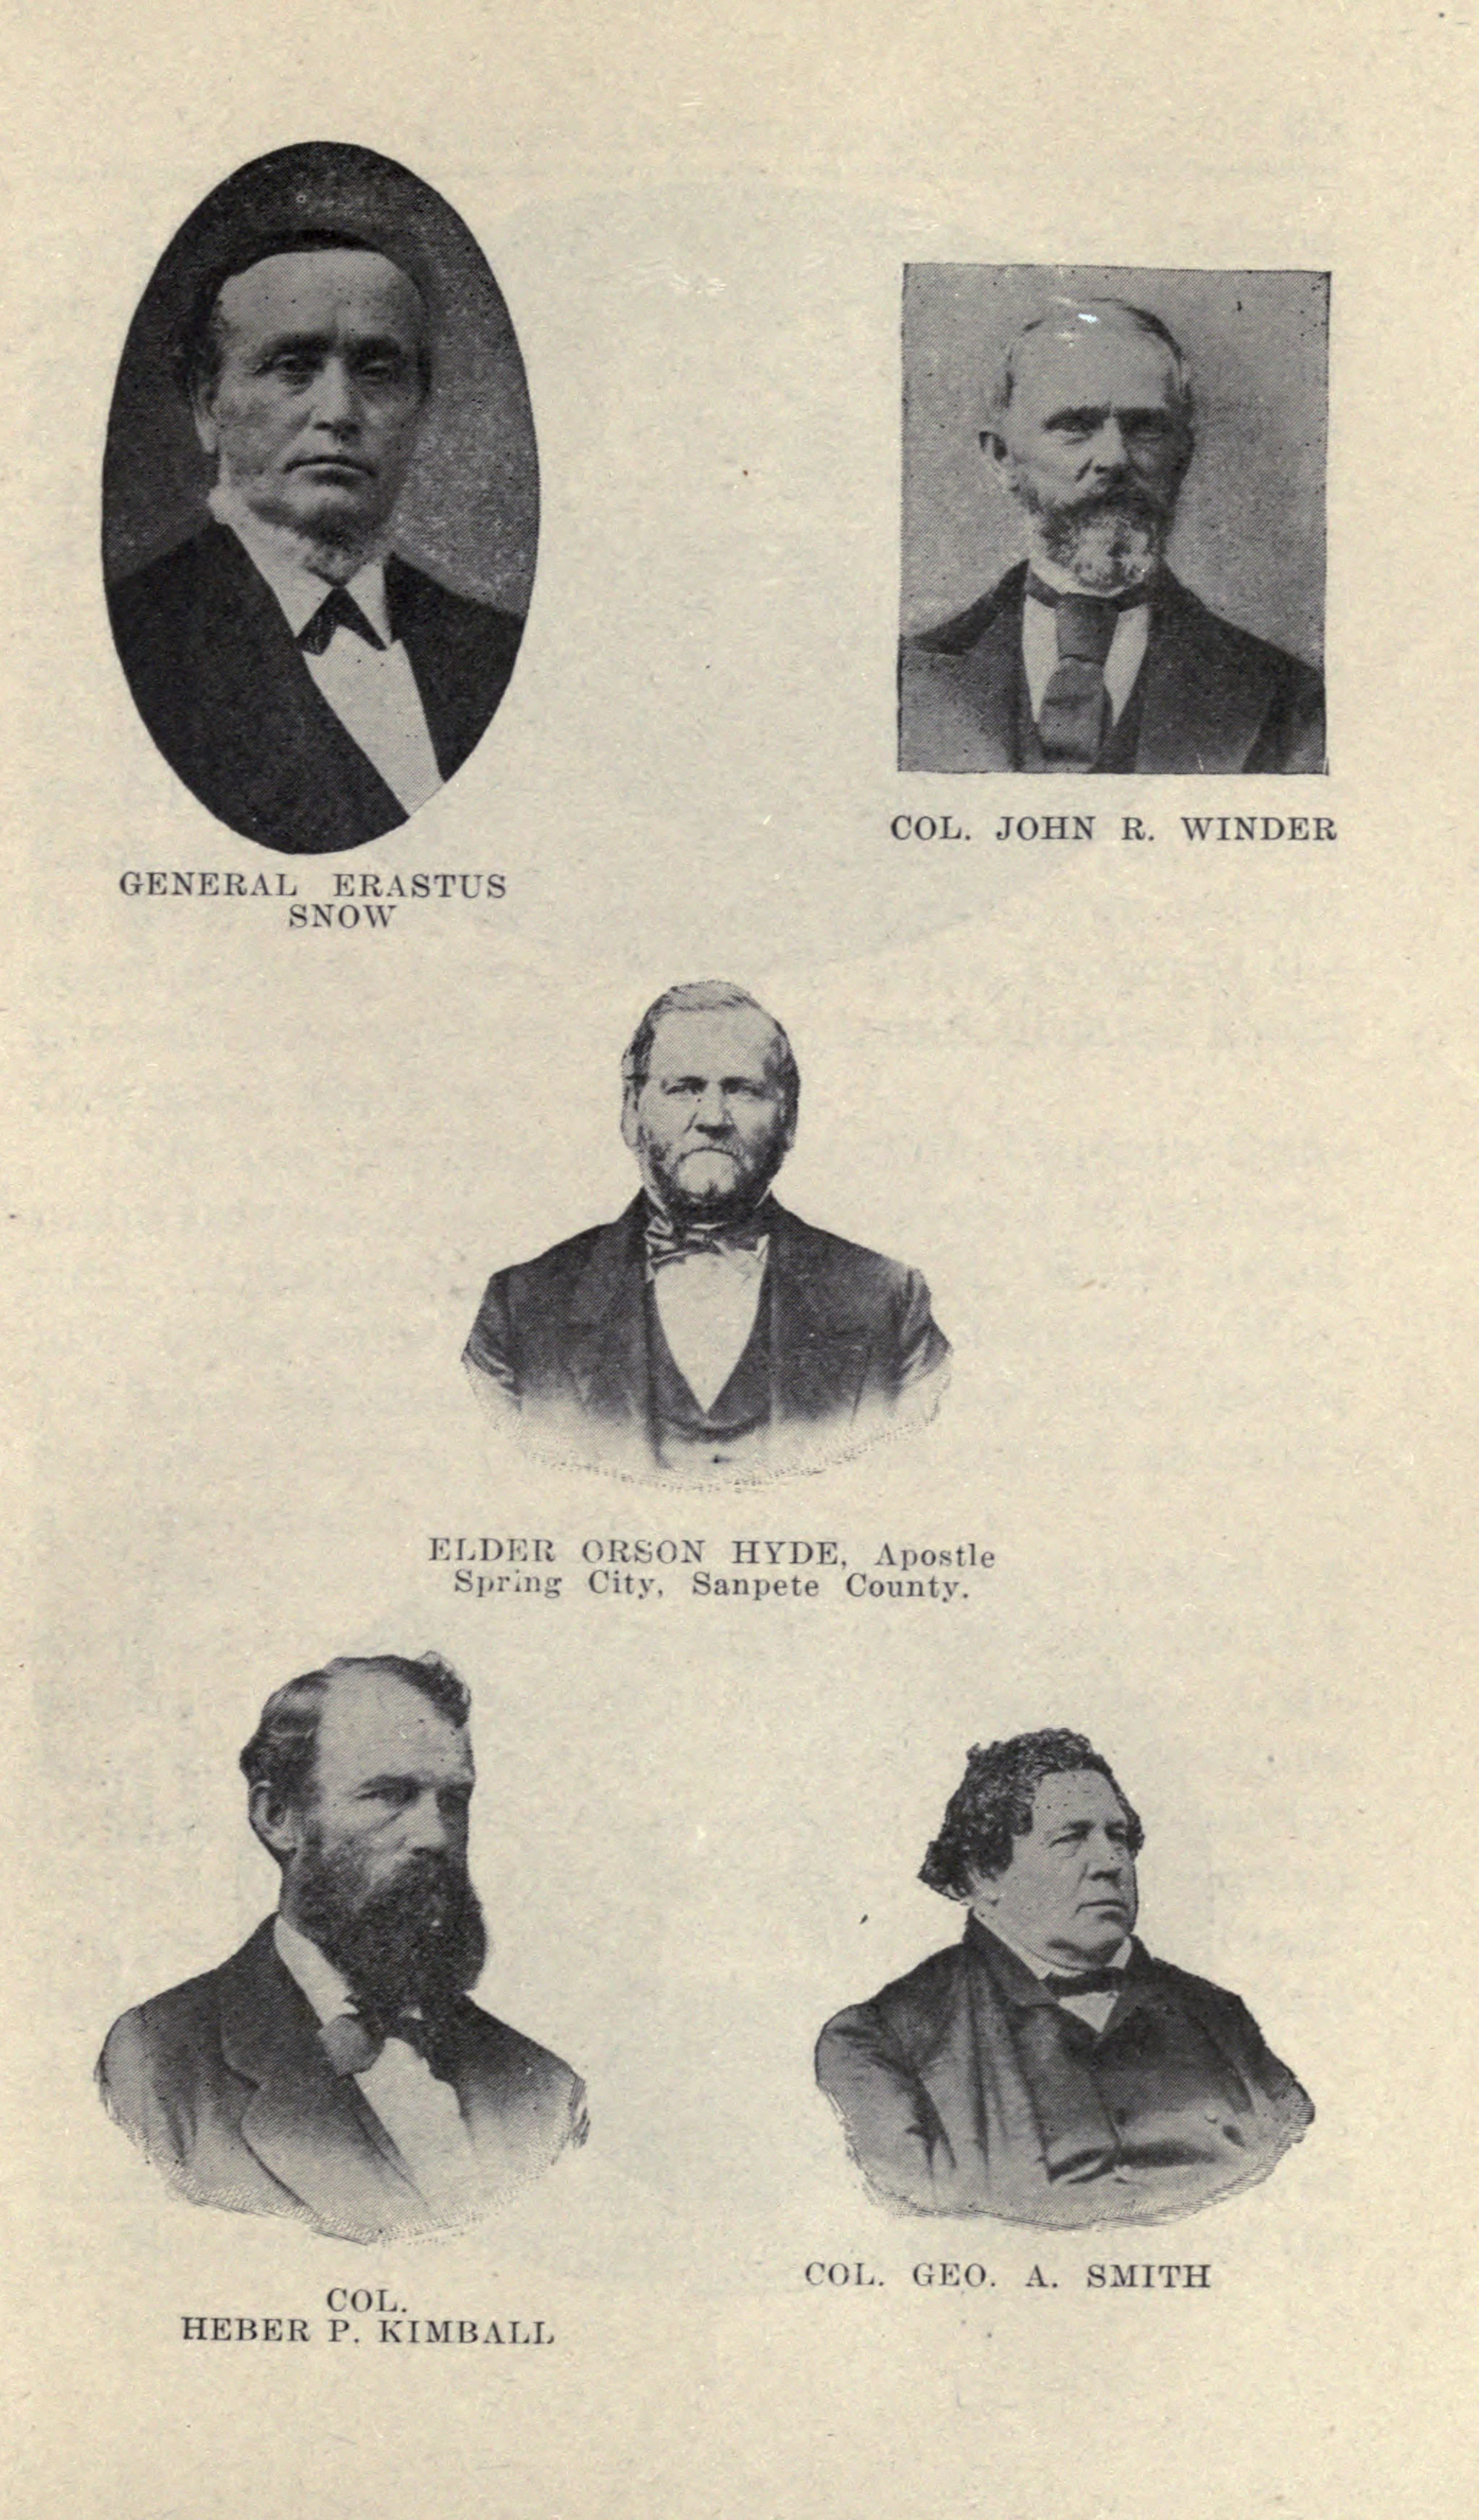 GENERAL ERASTUS
SNOW
COL. JOHN R. WINDER
ELDER ORSON HYDE, Apostle
Spring City, Sanpete County.
COL.
HEBER P. KIMBALL
COL. GEO. A. SMITH